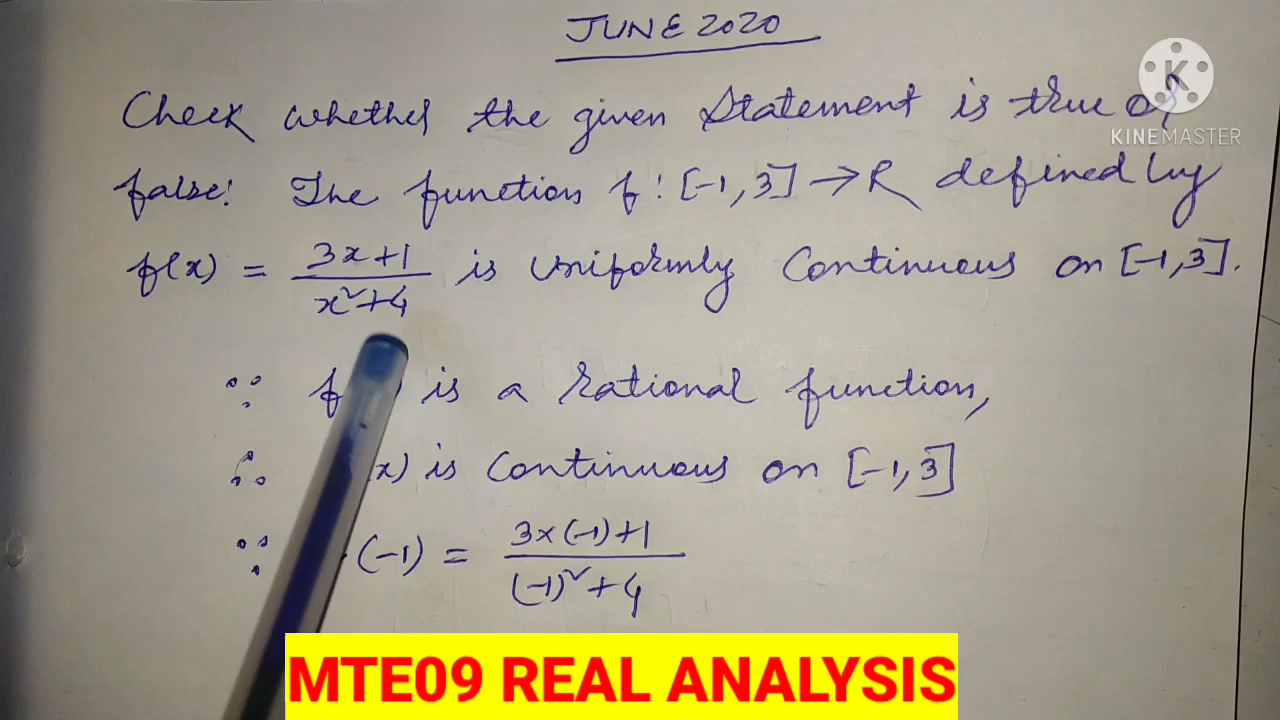 JUNE 2020
Check whether the given Statement is true or
false: The function f: [-1, 3] → R defined by
f(x) = 3x+1 / x²+4 is Uniformly Continuous on [-1, 3].
∵ f is a rational function,
∴ x) is Continuous on [-1, 3]
∵ (-1) = 3×(-1)+1 / (-1)²+4
K
KINEMASTER
MTE09 REAL ANALYSIS